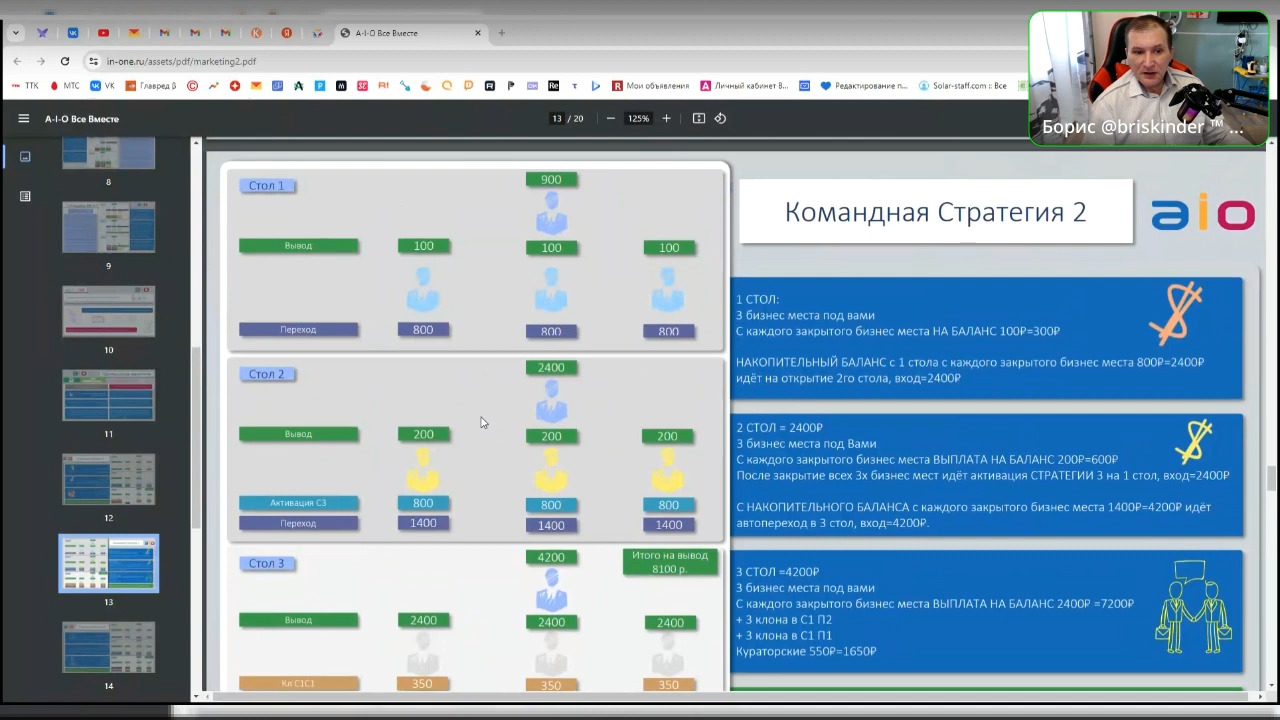 A-I-O Все Вместе
in-one.ru/assets/pdf/marketing2.pdf
ТТК
МТС
VK
Главред β
Мои объявления
Личный кабинет В...
Редактирование п...
Solar-staff.com :: Все
Борис @briskinder ™ ...
A-I-O Все Вместе
13 / 20
125%
8
9
10
11
12
13
14
Стол 1
900
Вывод
100
100
100
Переход
800
800
800
Стол 2
2400
Вывод
200
200
200
Активация С3
800
800
800
Переход
1400
1400
1400
Стол 3
4200
Итого на вывод
8100 р.
Вывод
2400
2400
2400
Кл С1С1
350
350
350
Командная Стратегия 2
aio
1 СТОЛ:
3 бизнес места под вами
С каждого закрытого бизнес места НА БАЛАНС 100₽=300₽
НАКОПИТЕЛЬНЫЙ БАЛАНС с 1 стола с каждого закрытого бизнес места 800₽=2400₽
идёт на открытие 2го стола, вход=2400₽
2 СТОЛ = 2400₽
3 бизнес места под Вами
С каждого закрытого бизнес места ВЫПЛАТА НА БАЛАНС 200₽=600₽
После закрытие всех 3х бизнес мест идёт активация СТРАТЕГИИ 3 на 1 стол, вход=2400₽
С НАКОПИТЕЛЬНОГО БАЛАНСА с каждого закрытого бизнес места 1400₽=4200₽ идёт
автопереход в 3 стол, вход=4200₽.
3 СТОЛ =4200₽
3 бизнес места под вами
С каждого закрытого бизнес места ВЫПЛАТА НА БАЛАНС 2400₽ =7200₽
+ 3 клона в С1 П2
+ 3 клона в С1 П1
Кураторские 550₽=1650₽